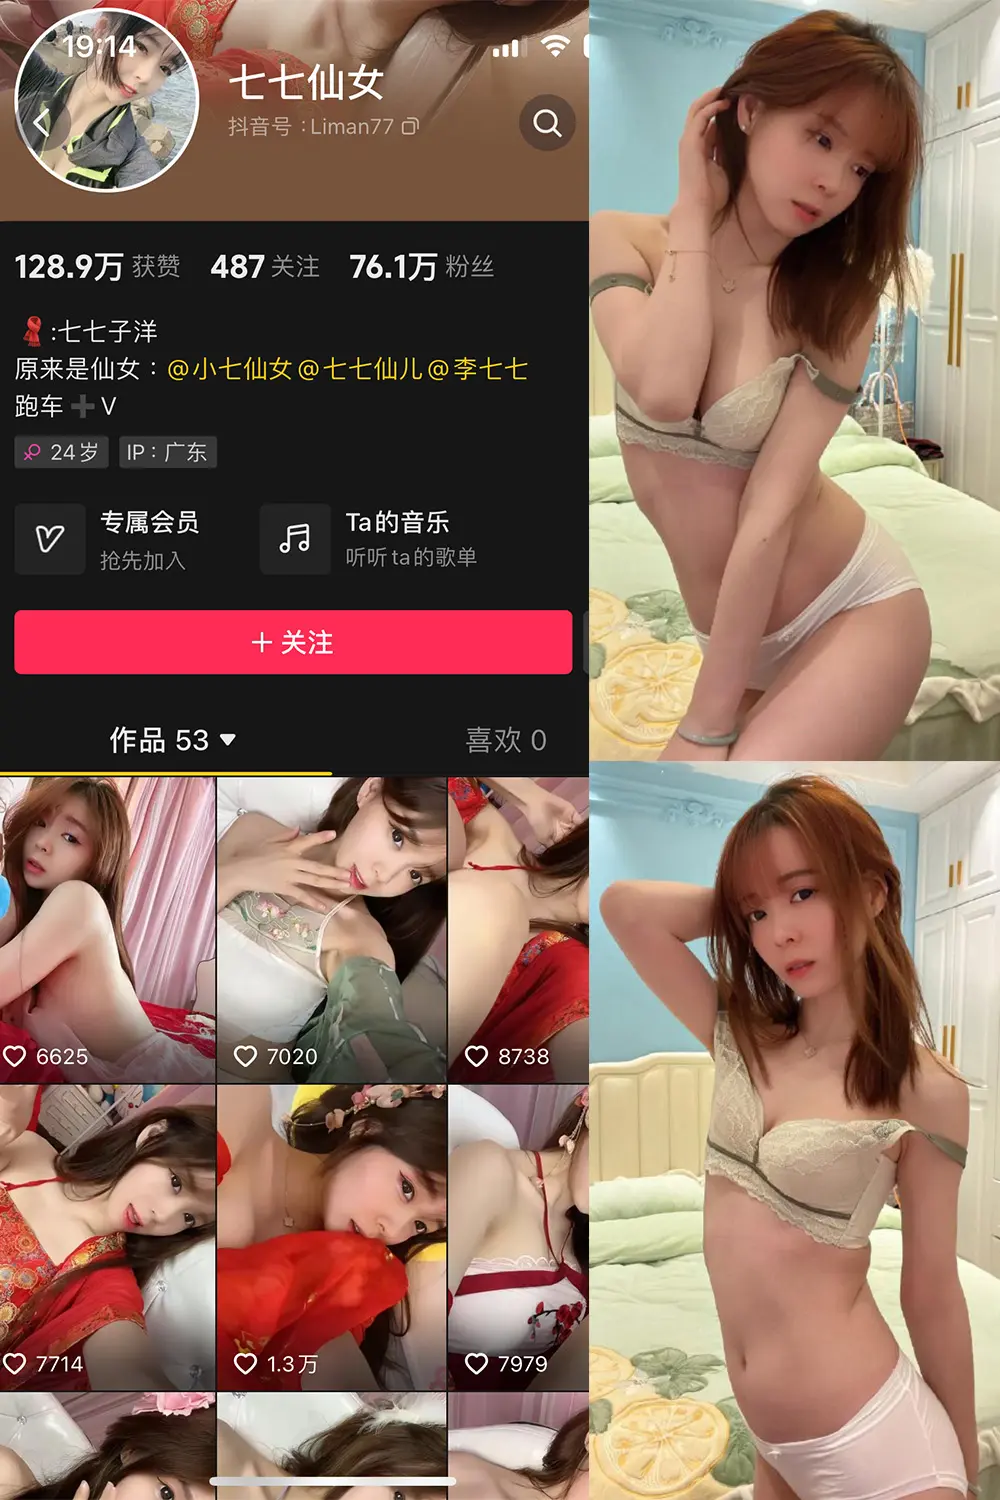 19:14
七七仙女
抖音号：Liman77
128.9万 获赞 487 关注 76.1万 粉丝
:七七子洋
原来是仙女：@小七仙女@七七仙儿@李七七
跑车➕V
24岁 IP：广东
专属会员
抢先加入
Ta的音乐
听听ta的歌单
+ 关注
作品 53 喜欢 0
6625 7020 8738
7714 1.3万 7979